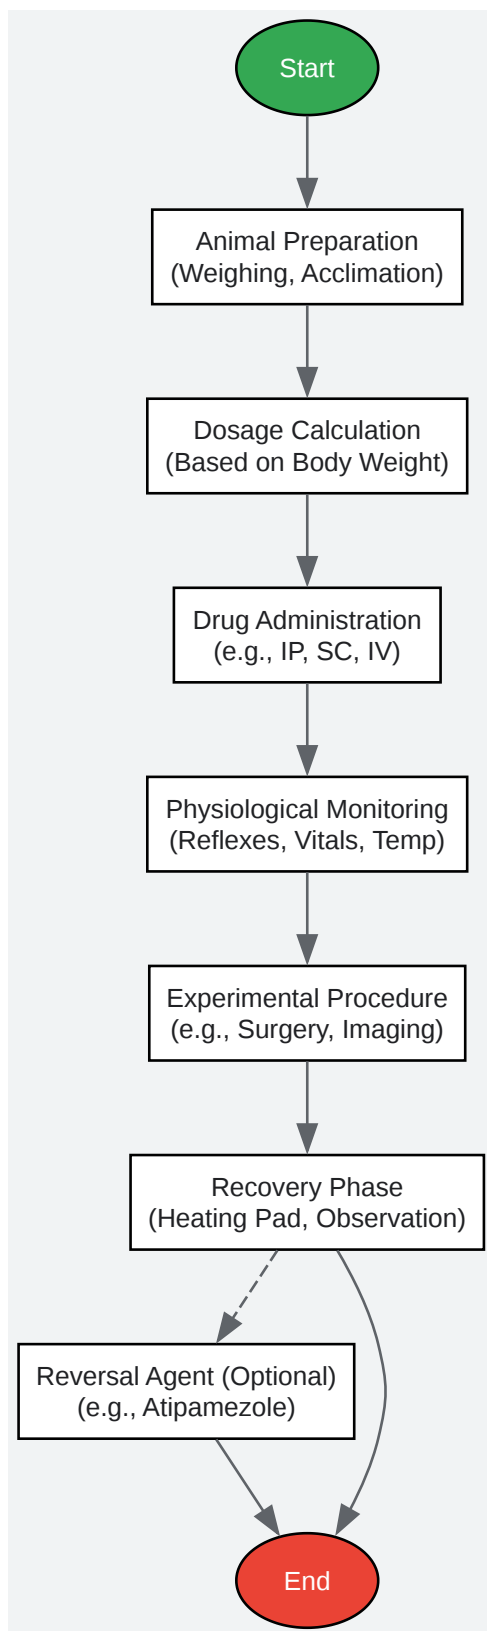 Start
Animal Preparation
(Weighing, Acclimation)
Dosage Calculation
(Based on Body Weight)
Drug Administration
(e.g., IP, SC, IV)
Physiological Monitoring
(Reflexes, Vitals, Temp)
Experimental Procedure
(e.g., Surgery, Imaging)
Recovery Phase
(Heating Pad, Observation)
Reversal Agent (Optional)
(e.g., Atipamezole)
End